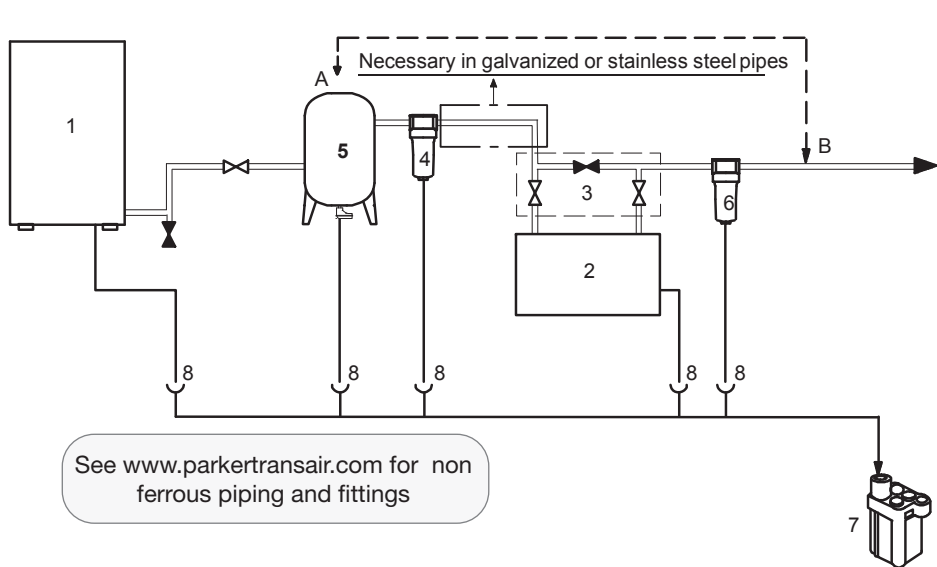 Necessary in galvanized or stainless steel pipes
A
1
5
4
B
3
6
2
8
8
8
8
8
See www.parkertransair.com for non
ferrous piping and fittings
7